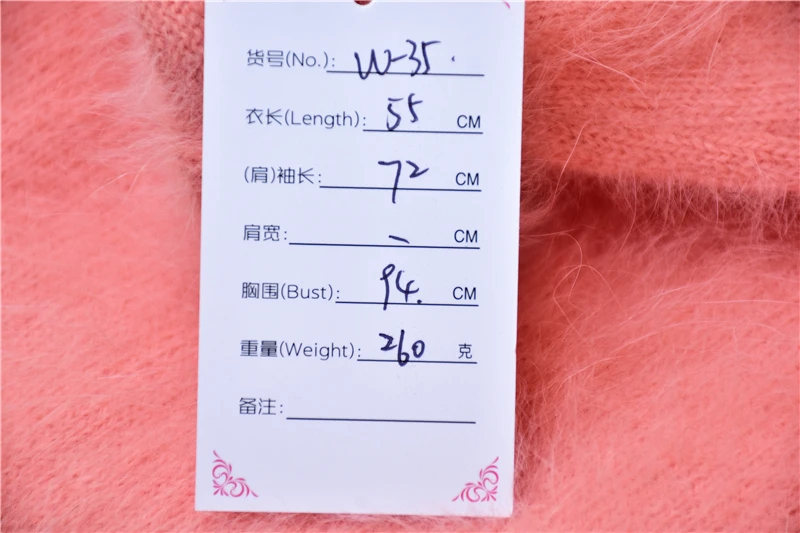 货号(No.): W-35.
衣长(Length): 55 CM
(肩)袖长: 72 CM
肩宽: - CM
胸围(Bust): 94. CM
重量(Weight): 260 克
备注: